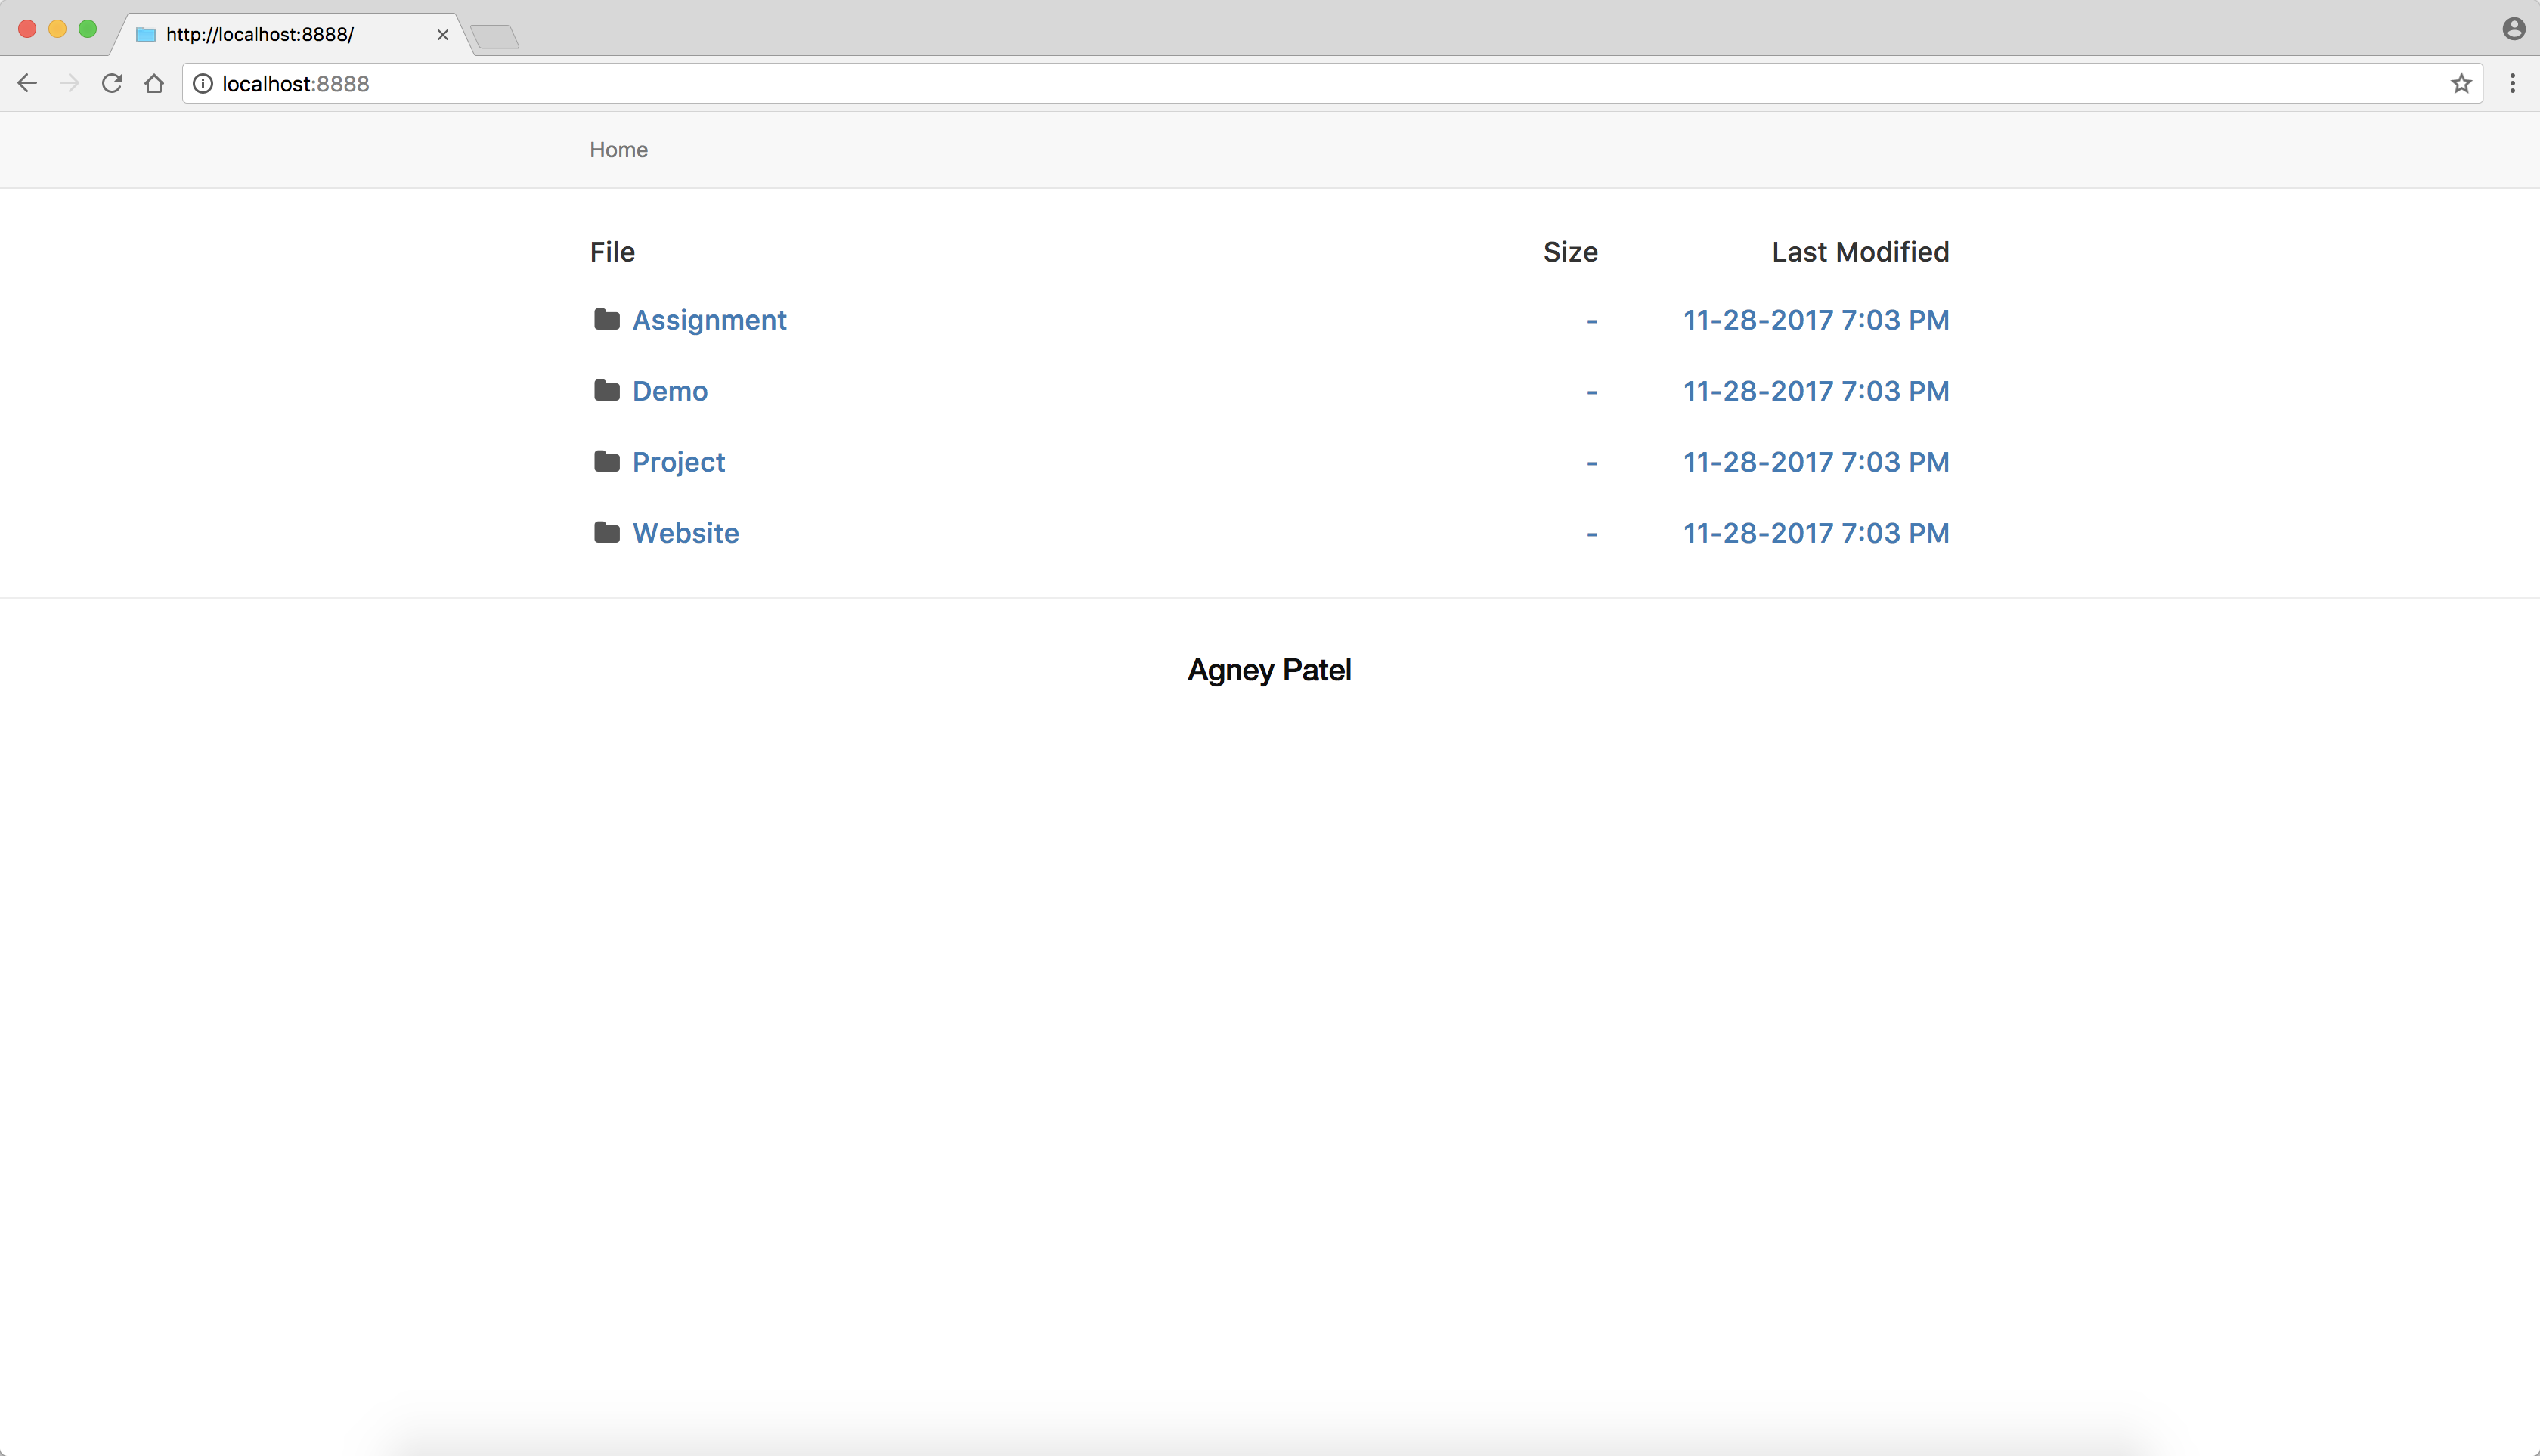 http://localhost:8888/
localhost:8888
Home
File Size Last Modified
Assignment - 11-28-2017 7:03 PM
Demo - 11-28-2017 7:03 PM
Project - 11-28-2017 7:03 PM
Website - 11-28-2017 7:03 PM
Agney Patel